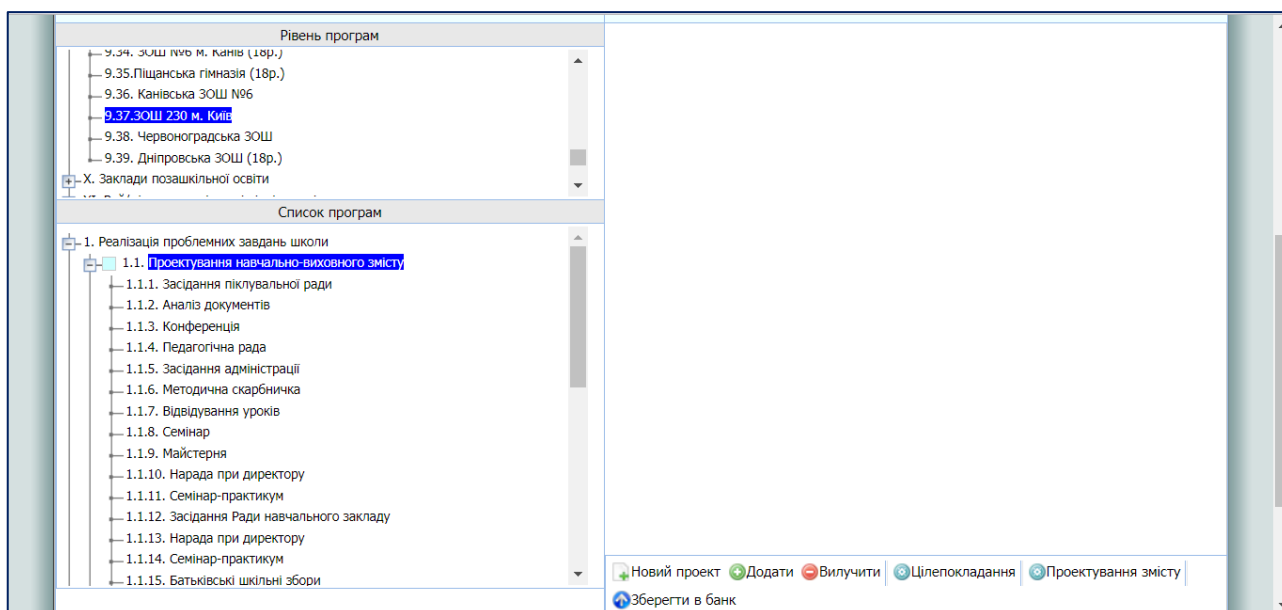 Рівень програм
9.34. ЗОШ №6 м. Канів (18р.)
9.35.Піщанська гімназія (18р.)
9.36. Канівська ЗОШ №6
9.37.ЗОШ 230 м. Київ
9.38. Червоноградська ЗОШ
9.39. Дніпровська ЗОШ (18р.)
X. Заклади позашкільної освіти
Список програм
1. Реалізація проблемних завдань школи
1.1. Проектування навчально-виховного змісту
1.1.1. Засідання піклувальної ради
1.1.2. Аналіз документів
1.1.3. Конференція
1.1.4. Педагогічна рада
1.1.5. Засідання адміністрації
1.1.6. Методична скарбничка
1.1.7. Відвідування уроків
1.1.8. Семінар
1.1.9. Майстерня
1.1.10. Нарада при директору
1.1.11. Семінар-практикум
1.1.12. Засідання Ради навчального закладу
1.1.13. Нарада при директору
1.1.14. Семінар-практикум
1.1.15. Батьківські шкільні збори
Новий проект Додати Вилучити Цілепокладання Проектування змісту
Зберегти в банк